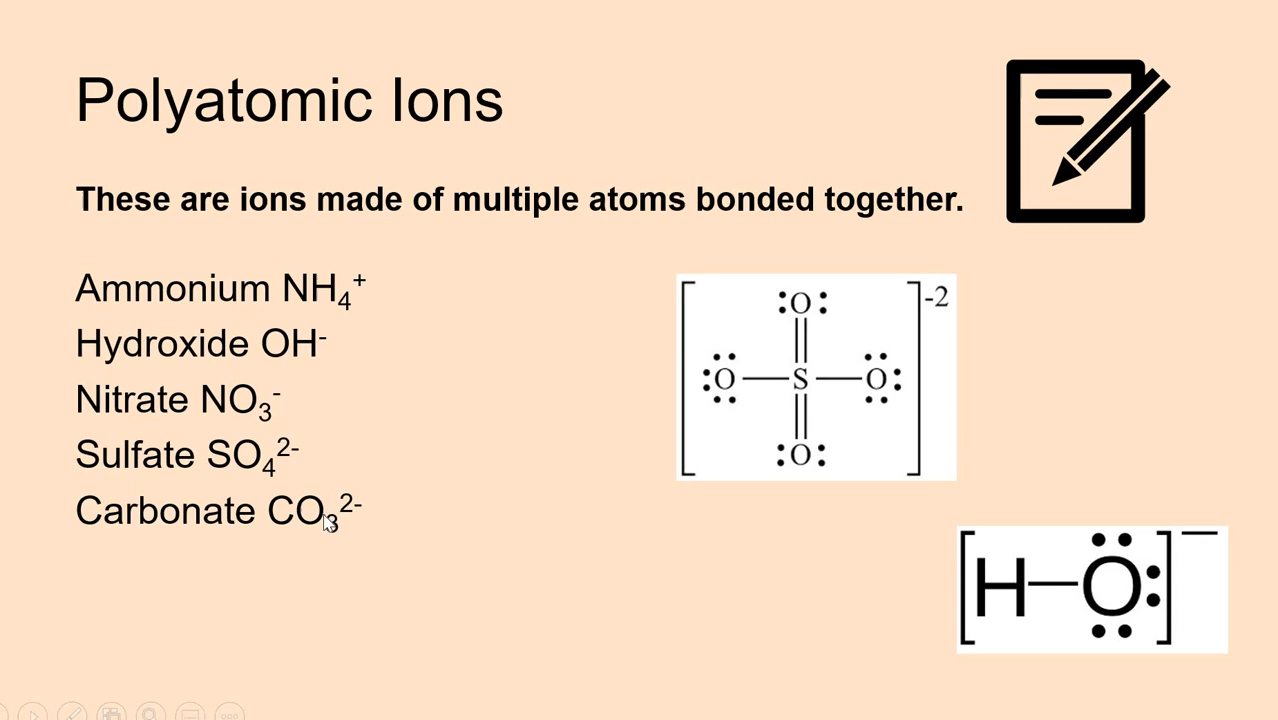 Polyatomic Ions
These are ions made of multiple atoms bonded together.
Ammonium NH₄⁺
Hydroxide OH⁻
Nitrate NO₃⁻
Sulfate SO₄²⁻
Carbonate CO₃²⁻
-2
O
O S O
O
H O